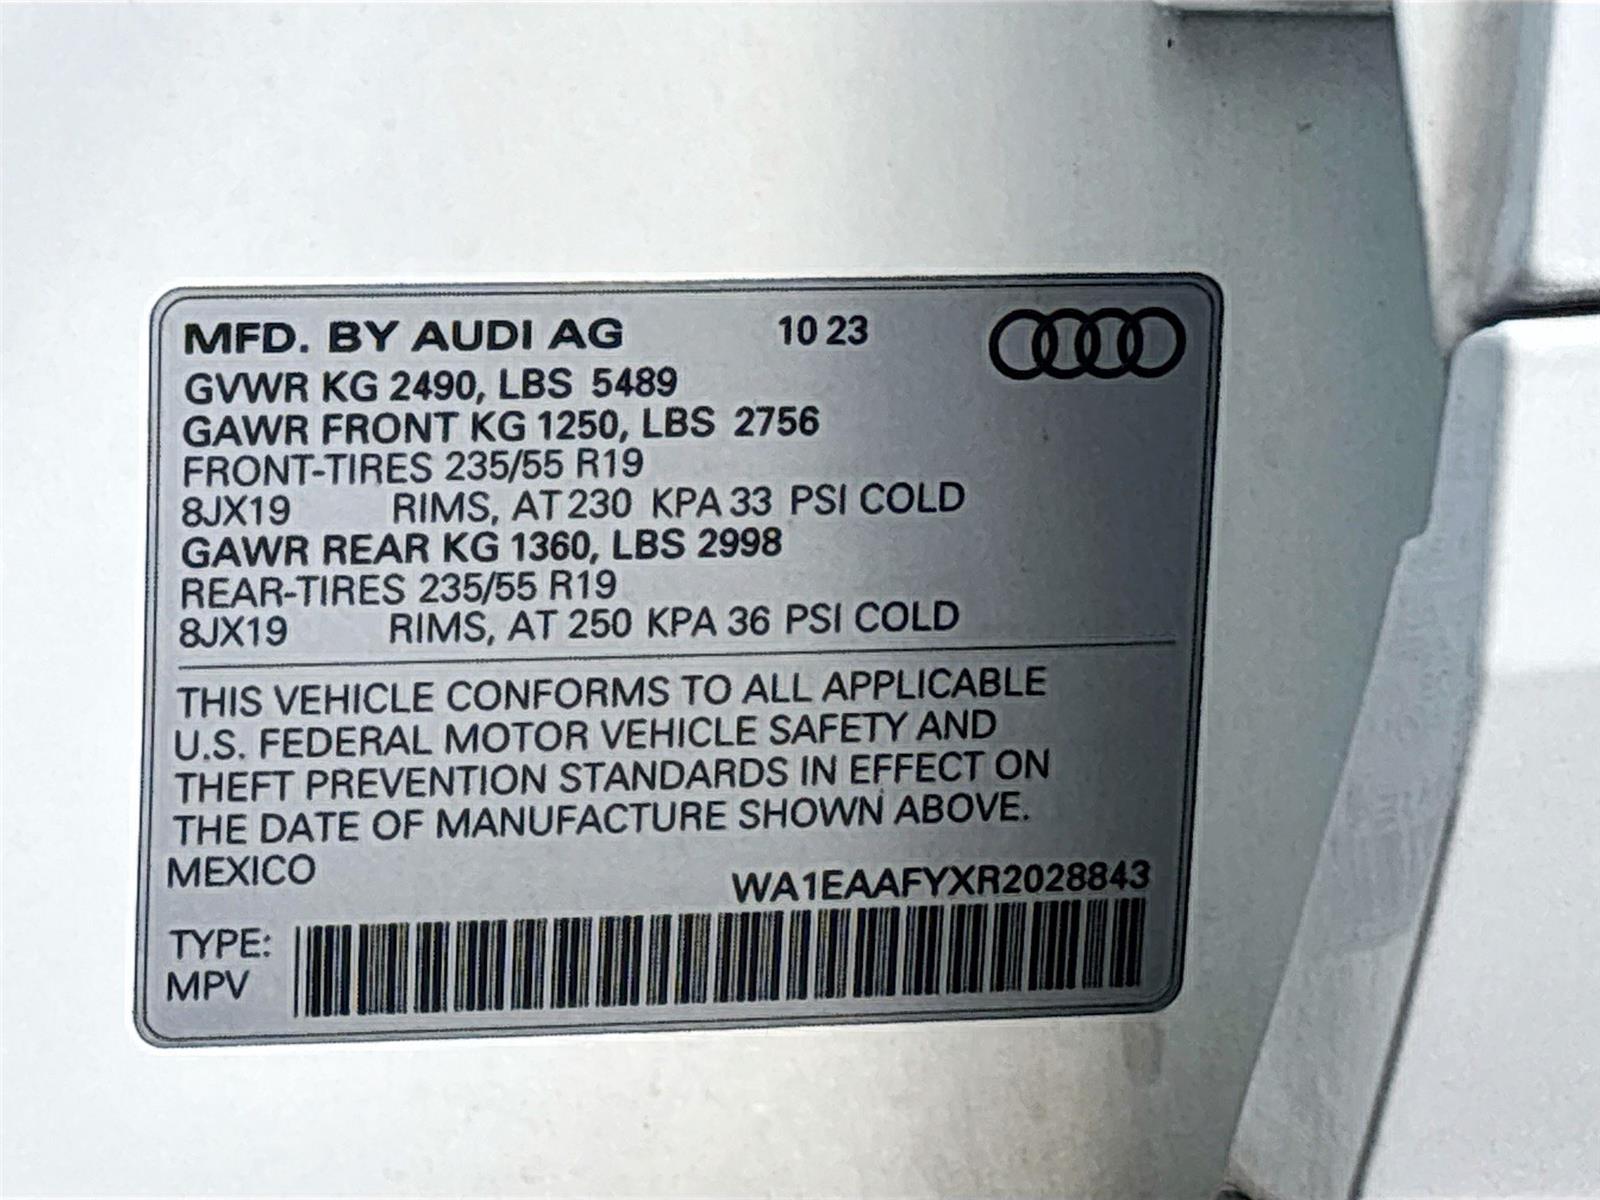 MFD. BY AUDI AG 10 23
GVWR KG 2490, LBS 5489
GAWR FRONT KG 1250, LBS 2756
FRONT-TIRES 235/55 R19
8JX19 RIMS, AT 230 KPA 33 PSI COLD
GAWR REAR KG 1360, LBS 2998
REAR-TIRES 235/55 R19
8JX19 RIMS, AT 250 KPA 36 PSI COLD
THIS VEHICLE CONFORMS TO ALL APPLICABLE
U.S. FEDERAL MOTOR VEHICLE SAFETY AND
THEFT PREVENTION STANDARDS IN EFFECT ON
THE DATE OF MANUFACTURE SHOWN ABOVE.
MEXICO
WA1EAAFYXR2028843
TYPE:
MPV